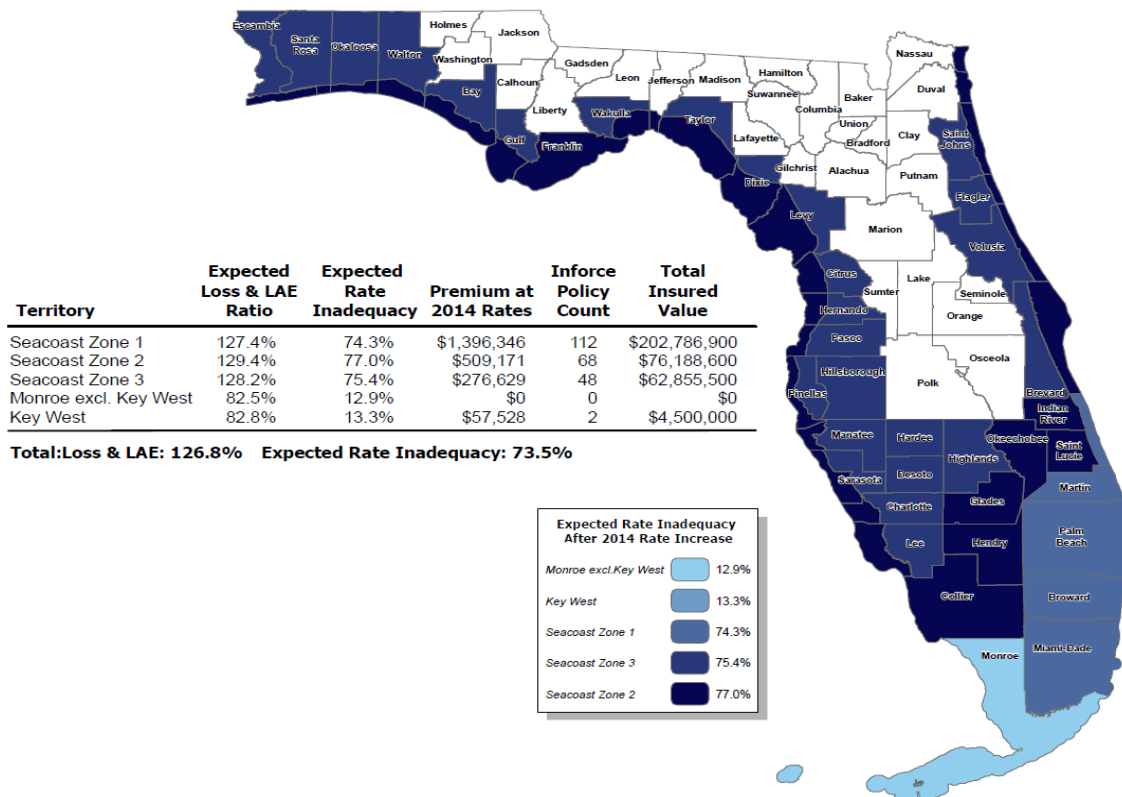 Escambia
Santa
Rosa
Okaloosa
Walton
Holmes
Jackson
Washington
Bay
Calhoun
Gulf
Gadsden
Liberty
Franklin
Leon
Wakulla
Jefferson
Madison
Taylor
Hamilton
Suwannee
Lafayette
Columbia
Baker
Nassau
Duval
Union
Bradford
Clay
Saint
Johns
Gilchrist
Alachua
Putnam
Dixie
Levy
Flagler
Marion
Volusia
Citrus
Sumter
Lake
Seminole
Hernando
Orange
Pasco
Osceola
Hillsborough
Polk
Pinellas
Brevard
Indian
River
Manatee
Hardee
Okeechobee
Saint
Lucie
Highlands
Sarasota
Desoto
Martin
Charlotte
Glades
Lee
Hendry
Palm
Beach
Collier
Broward
Monroe
Miami-Dade
Territory Expected Loss & LAE Ratio Expected Rate Inadequacy Premium at 2014 Rates Inforce Policy Count Total Insured Value
Seacoast Zone 1 127.4% 74.3% $1,396,346 112 $202,786,900
Seacoast Zone 2 129.4% 77.0% $509,171 68 $76,188,600
Seacoast Zone 3 128.2% 75.4% $276,629 48 $62,855,500
Monroe excl. Key West 82.5% 12.9% $0 0 $0
Key West 82.8% 13.3% $57,528 2 $4,500,000
Total:Loss & LAE: 126.8% Expected Rate Inadequacy: 73.5%
Expected Rate Inadequacy
After 2014 Rate Increase
Monroe excl.Key West 12.9%
Key West 13.3%
Seacoast Zone 1 74.3%
Seacoast Zone 3 75.4%
Seacoast Zone 2 77.0%